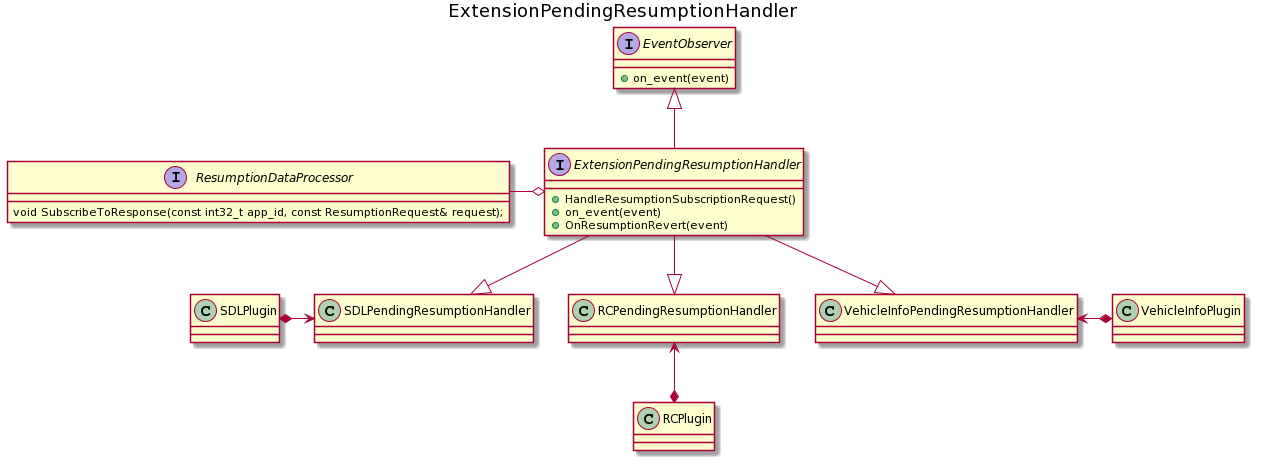 ExtensionPendingResumptionHandler
I EventObserver
on_event(event)
I ExtensionPendingResumptionHandler
HandleResumptionSubscriptionRequest()
on_event(event)
OnResumptionRevert(event)
I ResumptionDataProcessor
void SubscribeToResponse(const int32_t app_id, const ResumptionRequest& request);
C SDLPlugin
C SDLPendingResumptionHandler
C RCPendingResumptionHandler
C VehicleInfoPendingResumptionHandler
C VehicleInfoPlugin
C RCPlugin